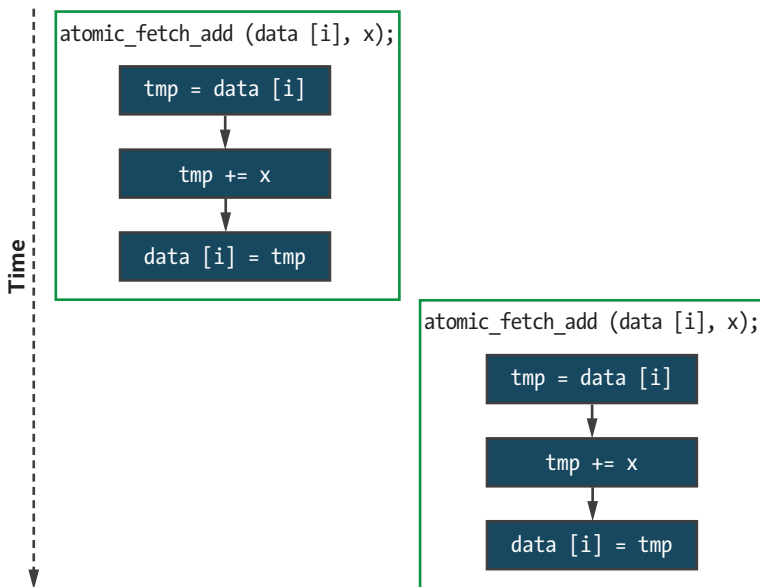 atomic_fetch_add (data [i], x);
tmp = data [i]
tmp += x
data [i] = tmp
Time
atomic_fetch_add (data [i], x);
tmp = data [i]
tmp += x
data [i] = tmp